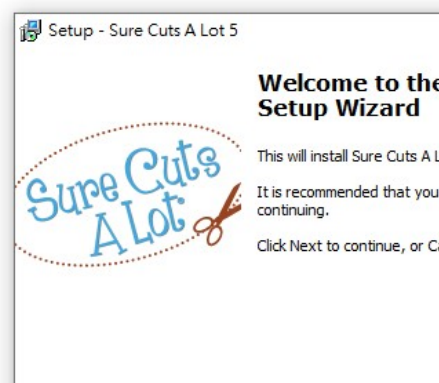 Setup - Sure Cuts A Lot 5
Welcome to the
Setup Wizard
Sure Cuts
A Lot
This will install Sure Cuts A L
It is recommended that you
continuing.
Click Next to continue, or Ca